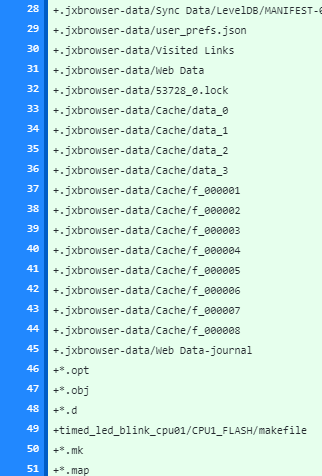 28 +.jxbrowser-data/Sync Data/LevelDB/MANIFEST-0
29 +.jxbrowser-data/user_prefs.json
30 +.jxbrowser-data/Visited Links
31 +.jxbrowser-data/Web Data
32 +.jxbrowser-data/53728_0.lock
33 +.jxbrowser-data/Cache/data_0
34 +.jxbrowser-data/Cache/data_1
35 +.jxbrowser-data/Cache/data_2
36 +.jxbrowser-data/Cache/data_3
37 +.jxbrowser-data/Cache/f_000001
38 +.jxbrowser-data/Cache/f_000002
39 +.jxbrowser-data/Cache/f_000003
40 +.jxbrowser-data/Cache/f_000004
41 +.jxbrowser-data/Cache/f_000005
42 +.jxbrowser-data/Cache/f_000006
43 +.jxbrowser-data/Cache/f_000007
44 +.jxbrowser-data/Cache/f_000008
45 +.jxbrowser-data/Web Data-journal
46 +*.opt
47 +*.obj
48 +*.d
49 +timed_led_blink_cpu01/CPU1_FLASH/makefile
50 +*.mk
51 +*.map